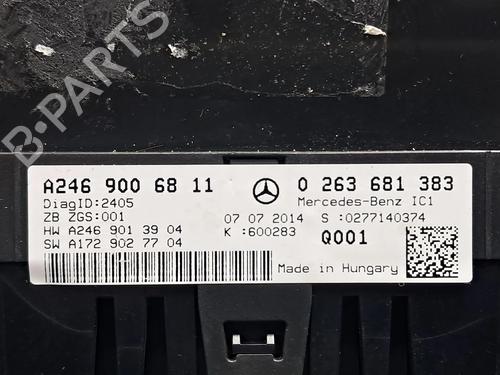 B-PARTS
A246 900 68 11
0 263 681 383
DiagID:2405
Mercedes-Benz IC1
ZB ZGS:001
07 07 2014 S :0277140374
HW A246 901 39 04
K :600283
Q001
SW A172 902 77 04
Made in Hungary